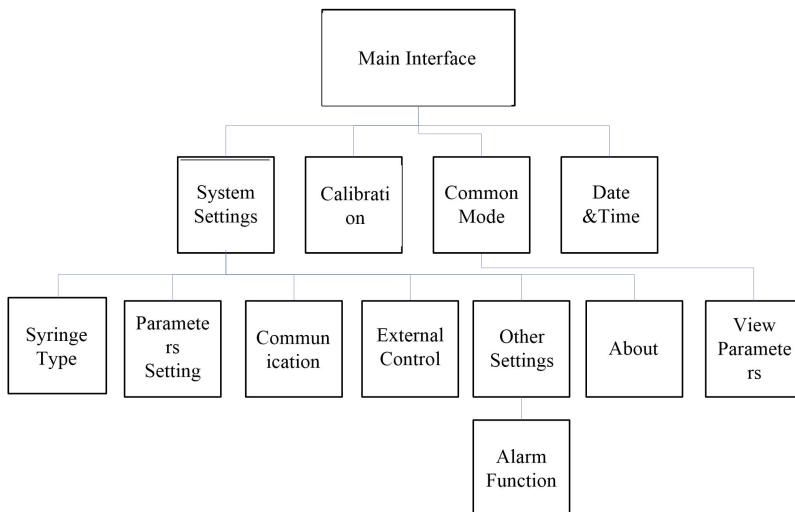 Main Interface
System
Settings
Calibrati
on
Common
Mode
Date
&Time
Syringe
Type
Paramete
rs
Setting
Commun
ication
External
Control
Other
Settings
About
View
Paramete
rs
Alarm
Function